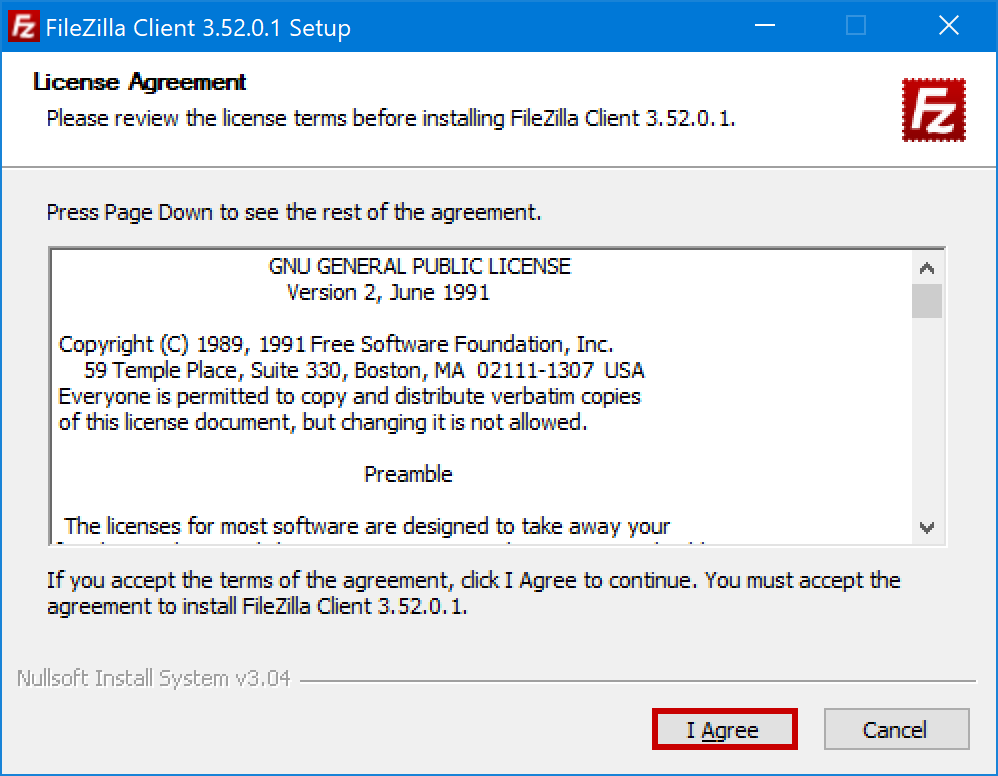 FileZilla Client 3.52.0.1 Setup
License Agreement
Please review the license terms before installing FileZilla Client 3.52.0.1.
Fz
Press Page Down to see the rest of the agreement.
GNU GENERAL PUBLIC LICENSE
Version 2, June 1991
Copyright (C) 1989, 1991 Free Software Foundation, Inc.
59 Temple Place, Suite 330, Boston, MA 02111-1307 USA
Everyone is permitted to copy and distribute verbatim copies
of this license document, but changing it is not allowed.
Preamble
The licenses for most software are designed to take away your
If you accept the terms of the agreement, click I Agree to continue. You must accept the
agreement to install FileZilla Client 3.52.0.1.
Nullsoft Install System v3.04
I Agree
Cancel